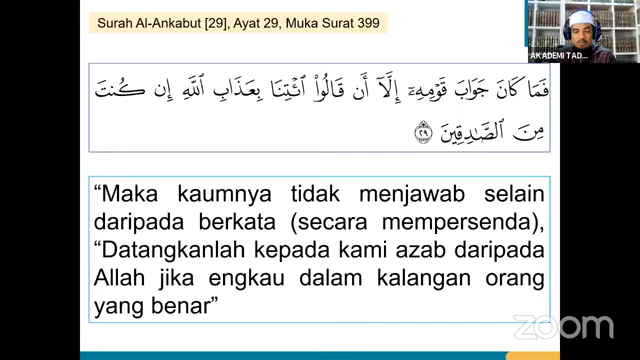 Surah Al-Ankabut [29], Ayat 29, Muka Surat 399
AKADEMI TAD...
فَمَا كَانَ جَوَابَ قَوْمِهِۦٓ إِلَّآ أَن قَالُوا۟ ٱئْتِنَا بِعَذَابِ ٱللَّهِ إِن كُنتَ
مِنَ ٱلصَّـٰدِقِينَ ٢٩
“Maka kaumnya tidak menjawab selain
daripada berkata (secara mempersenda),
“Datangkanlah kepada kami azab daripada
Allah jika engkau dalam kalangan orang
yang benar”
zoom